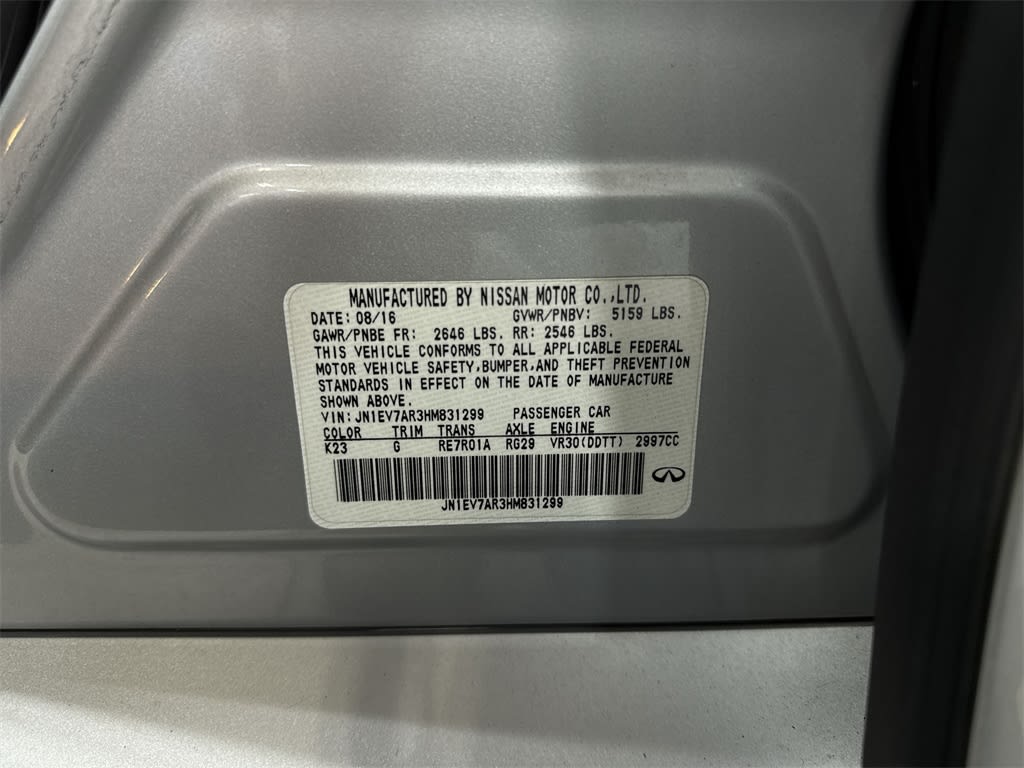 MANUFACTURED BY NISSAN MOTOR CO.,LTD.
DATE: 08/16 GVWR/PNBV: 5159 LBS.
GAWR/PNBE FR: 2646 LBS. RR: 2546 LBS.
THIS VEHICLE CONFORMS TO ALL APPLICABLE FEDERAL
MOTOR VEHICLE SAFETY,BUMPER,AND THEFT PREVENTION
STANDARDS IN EFFECT ON THE DATE OF MANUFACTURE
SHOWN ABOVE.
VIN: JN1EV7AR3HM831299 PASSENGER CAR
COLOR TRIM TRANS AXLE ENGINE
K23 G RE7R01A RG29 VR30(DDTT) 2997CC
JN1EV7AR3HM831299